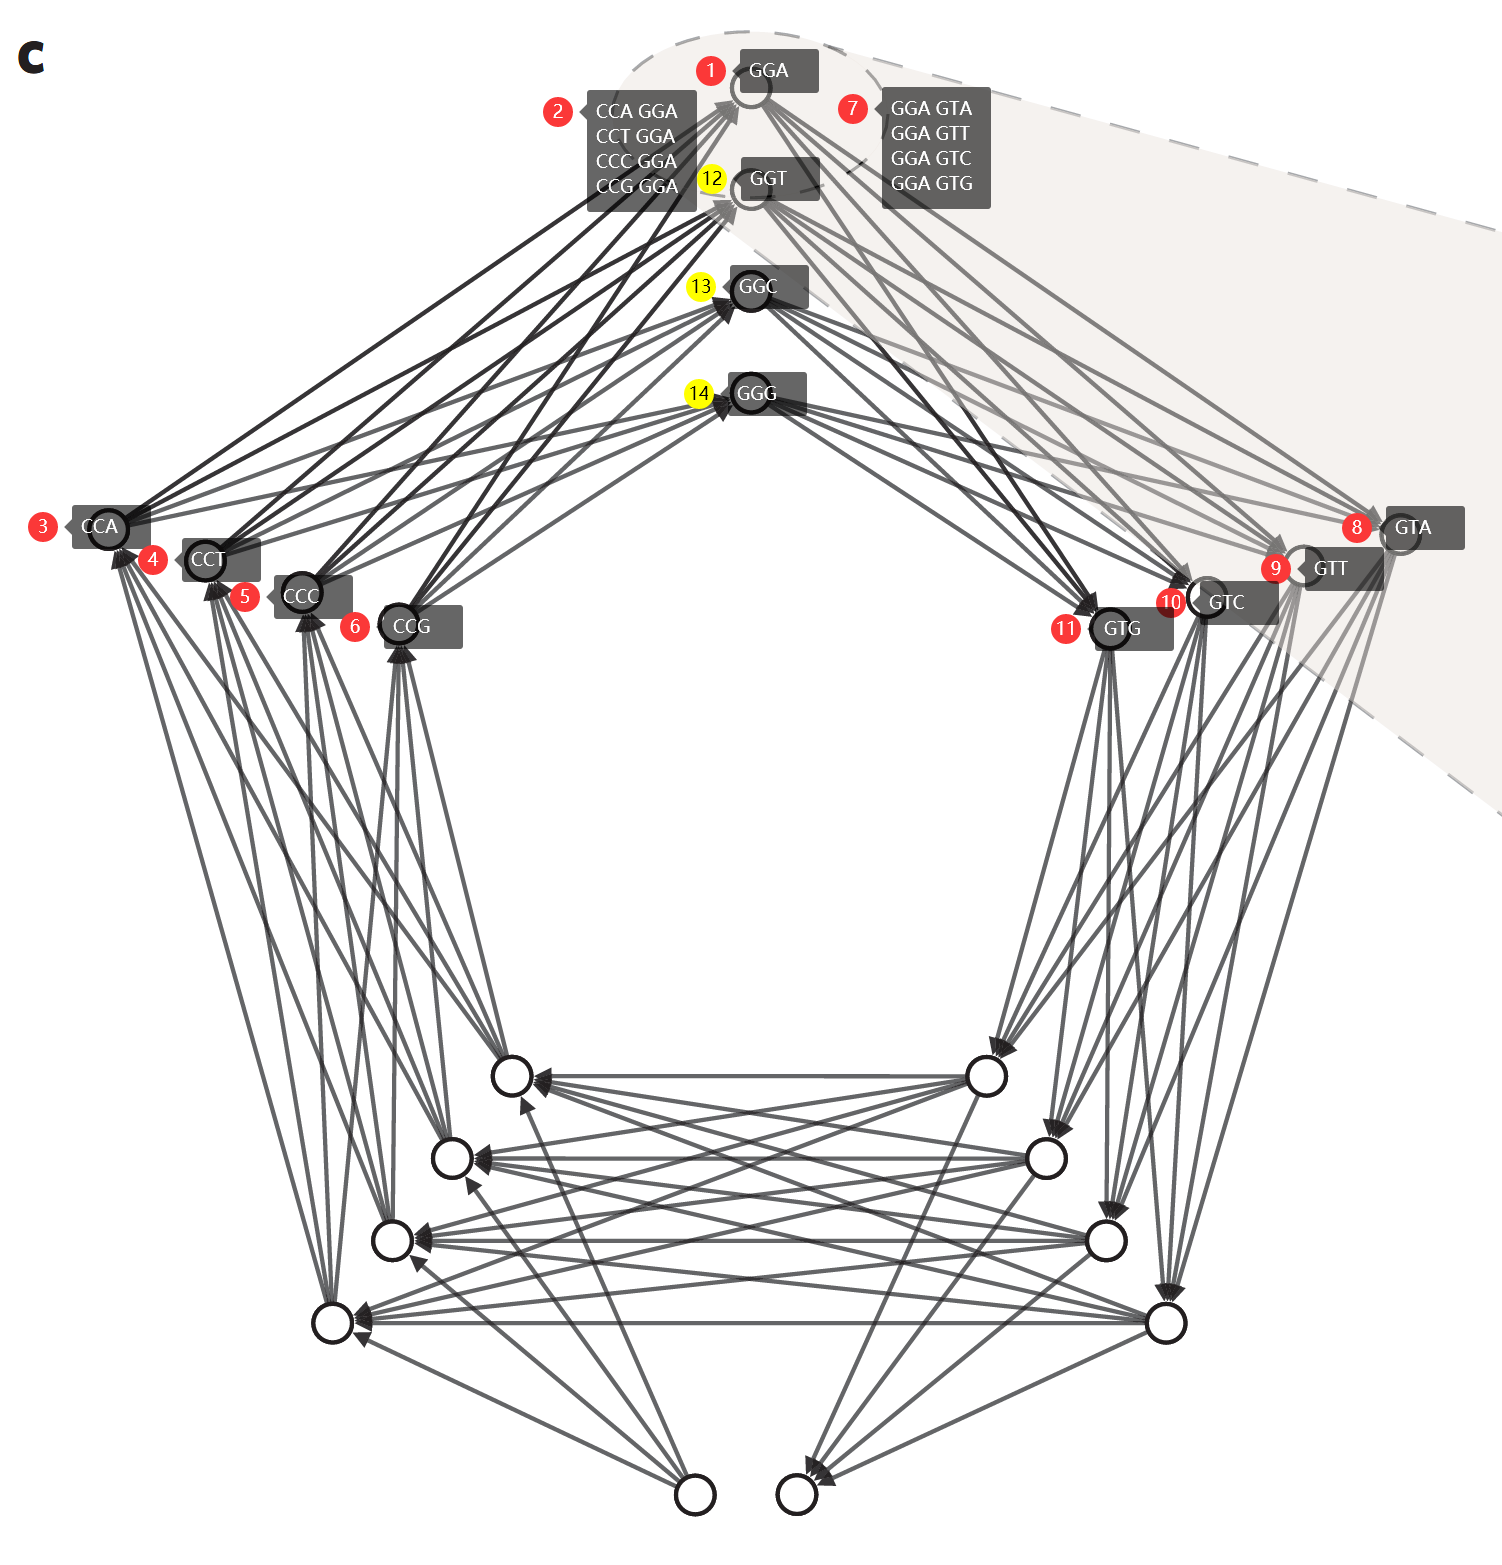 c
1
GGA
2
CCA GGA
CCT GGA
CCC GGA
CCG GGA
7
GGA GTA
GGA GTT
GGA GTC
GGA GTG
12
GGT
13
GGC
14
GGG
3
CCA
4
CCT
5
CCC
6
CCG
8
GTA
9
GTT
10
GTC
11
GTG